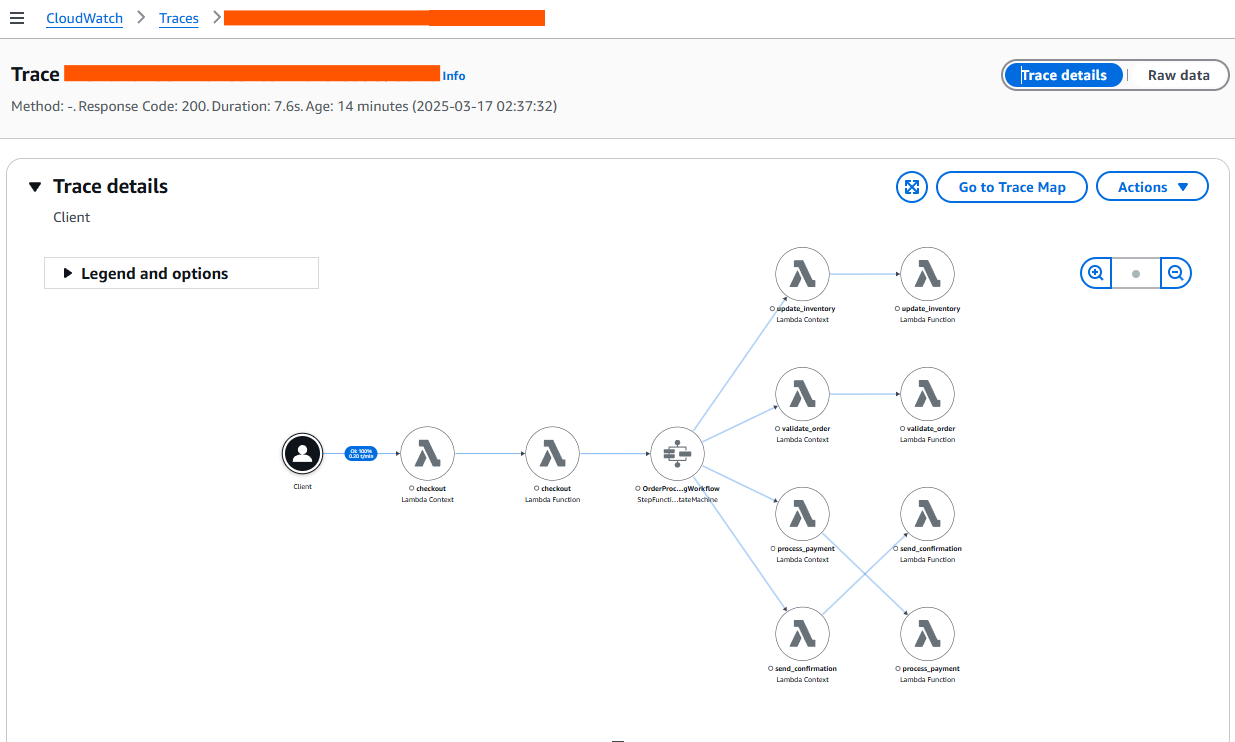 CloudWatch > Traces >
Trace Info
Trace details | Raw data
Method: -. Response Code: 200. Duration: 7.6s. Age: 14 minutes (2025-03-17 02:37:32)
Trace details
Go to Trace Map
Actions
Client
Legend and options
update_inventory
Lambda Context
update_inventory
Lambda Function
validate_order
Lambda Context
validate_order
Lambda Function
Ok 100%
0.20 t/min
Client
checkout
Lambda Context
checkout
Lambda Function
OrderProc...gWorkflow
StepFuncti...tateMachine
process_payment
Lambda Context
send_confirmation
Lambda Function
send_confirmation
Lambda Context
process_payment
Lambda Function